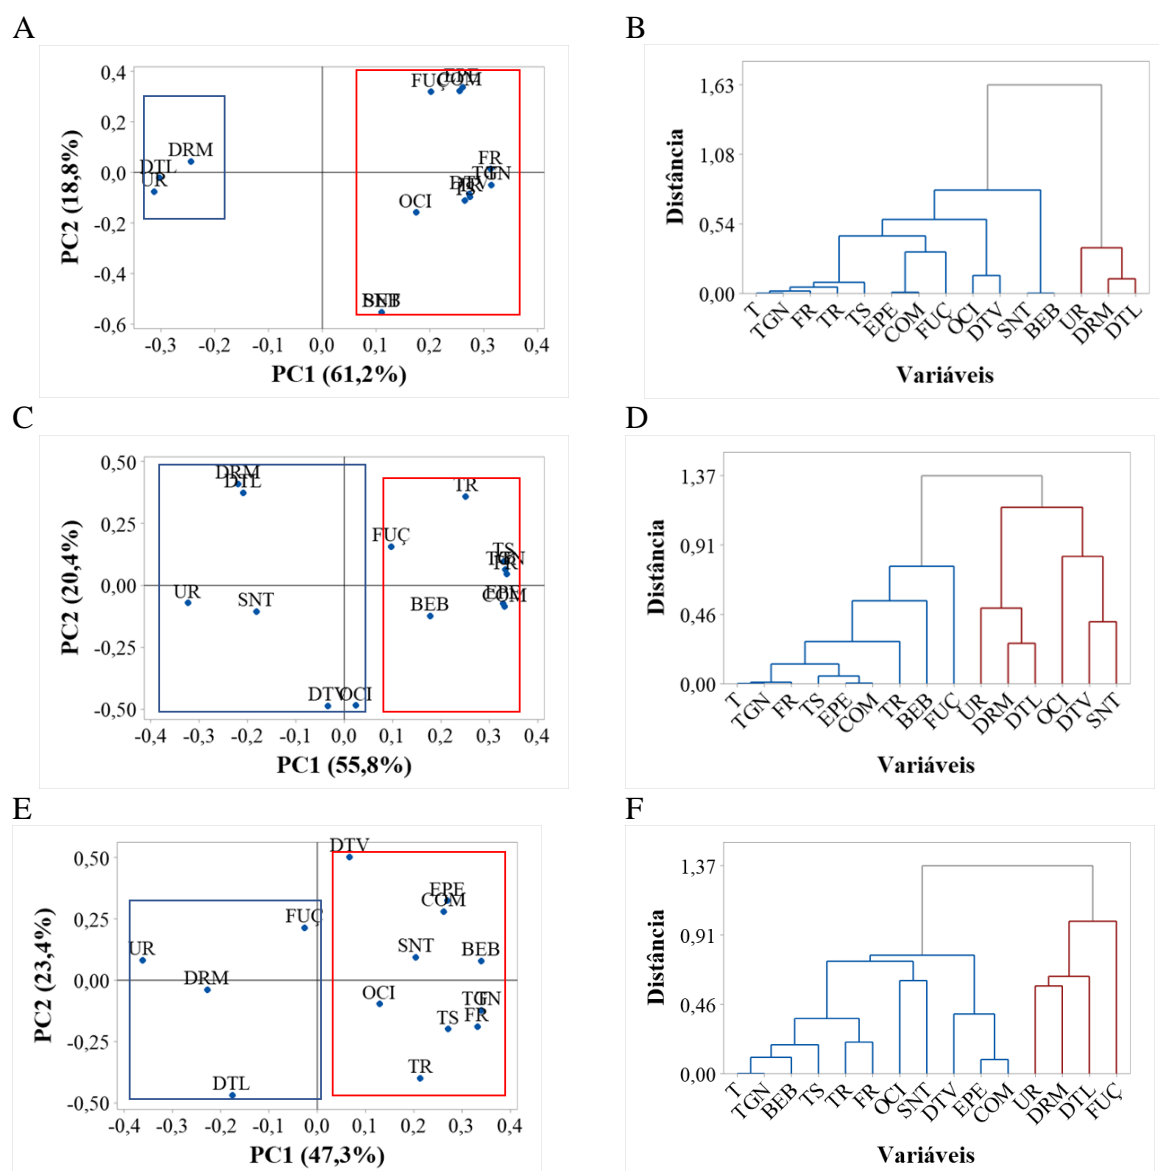 A
B
PC2 (18,8%)
0,4
0,2
0,0
-0,2
-0,4
-0,6
FUÇ
COM
DRM
DTL
UR
FR
TGN
DTV
OCI
-0,3 -0,2 -0,1 -0,1 0,0 0,1 0,2 0,3 0,4
PC1 (61,2%)
Distância
1,63
1,08
0,54
0,00
T TGN FR TR TS EPE COM FUÇ OCI DTV SNT BEB UR DRM DTL
Variáveis
C
D
PC2 (20,4%)
0,50
0,25
0,00
-0,25
-0,50
DRM
DTL
TR
FUÇ
TS
UR
SNT
EPE
COM
BEB
DTV
OCI
-0,4 -0,3 -0,2 -0,1 0,0 0,1 0,2 0,3 0,4
PC1 (55,8%)
Distância
1,37
0,91
0,46
0,00
T TGN FR TS EPE COM TR BEB FUÇ UR DRM DTL OCI DTV SNT
Variáveis
E
F
PC2 (23,4%)
0,50
0,25
0,00
-0,25
-0,50
DTV
EPE
COM
FUÇ
UR
SNT
BEB
DRM
OCI
TGN
TS
FR
TR
DTL
-0,4 -0,3 -0,2 -0,1 0,0 0,1 0,2 0,3 0,4
PC1 (47,3%)
Distância
1,37
0,91
0,46
0,00
T TGN BEB TS TR FR OCI SNT DTV EPE COM UR DRM DTL FUÇ
Variáveis